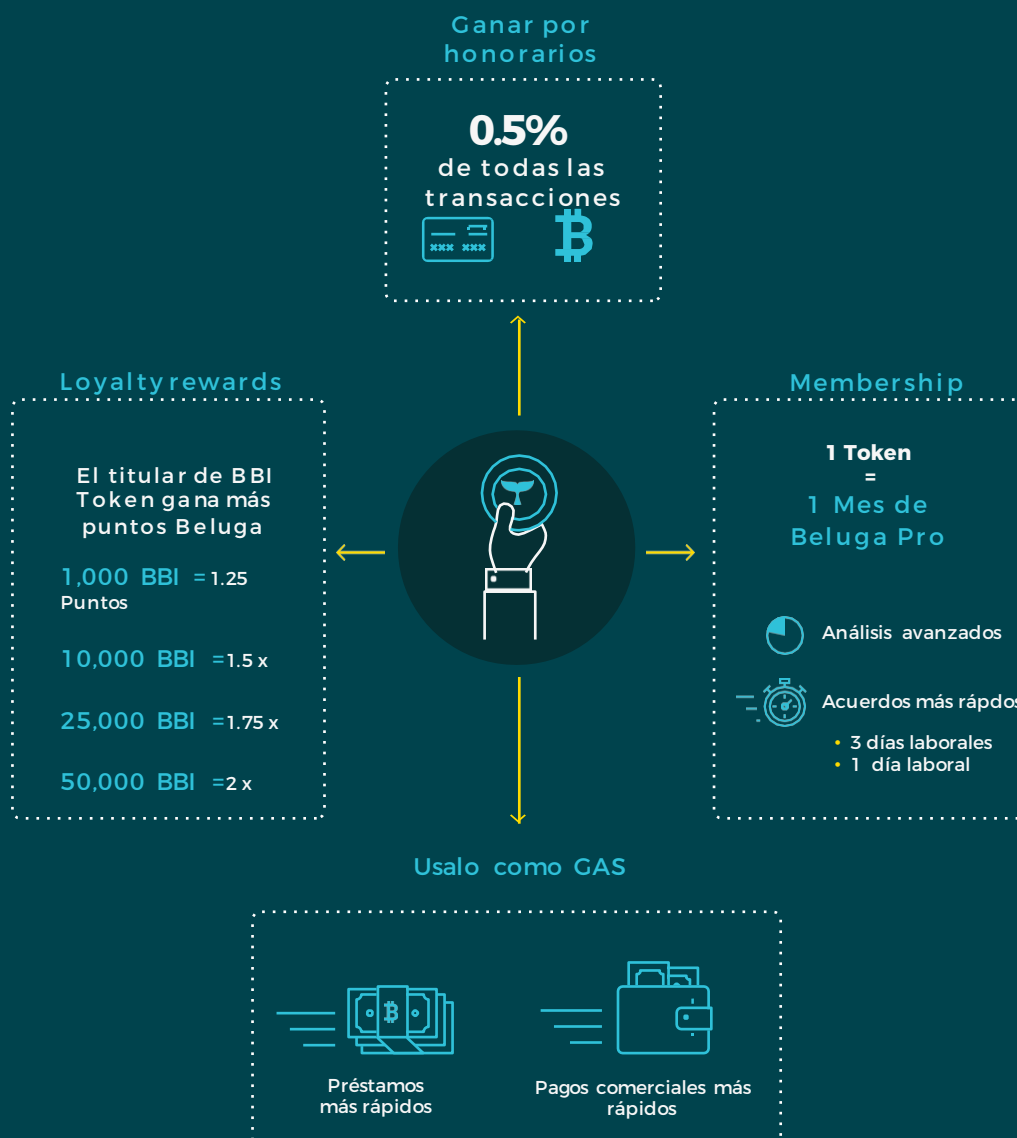 Ganar por
honorarios
0.5%
de todas las
transacciones
Loyalty rewards
El titular de BBI
Token gana más
puntos Beluga
1,000 BBI = 1.25
Puntos
10,000 BBI =1.5 x
25,000 BBI =1.75 x
50,000 BBI =2 x
Membership
1 Token
=
1 Mes de
Beluga Pro
Análisis avanzados
Acuerdos más rápdos
• 3 días laborales
• 1 día laboral
Usalo como GAS
Préstamos
más rápidos
Pagos comerciales más
rápidos